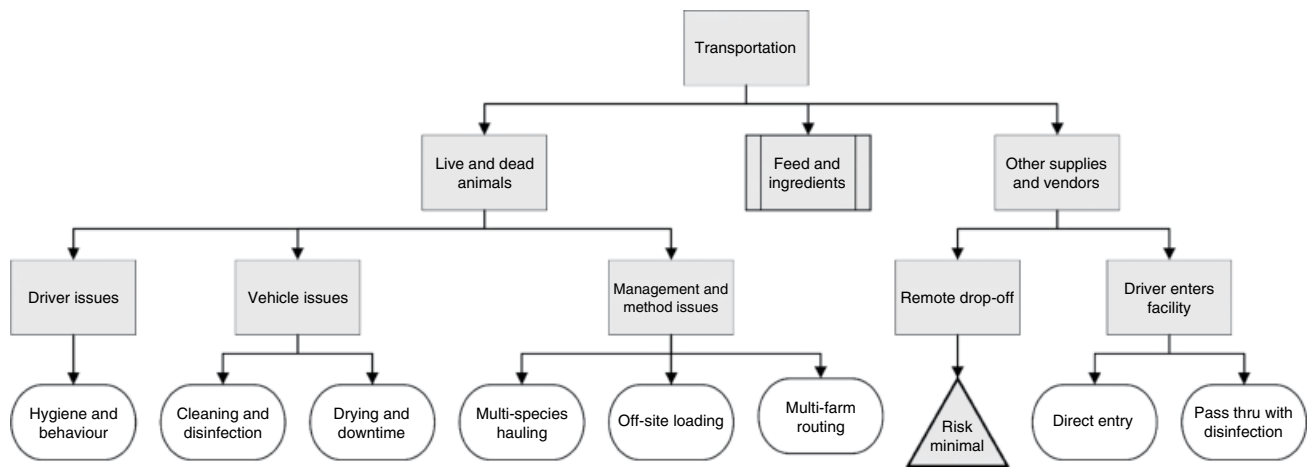 Transportation
Live and dead
animals
Feed and
ingredients
Other supplies
and vendors
Driver issues
Vehicle issues
Management and
method issues
Remote drop-off
Driver enters
facility
Hygiene and
behaviour
Cleaning and
disinfection
Drying and
downtime
Multi-species
hauling
Off-site loading
Multi-farm
routing
Risk
minimal
Direct entry
Pass thru with
disinfection